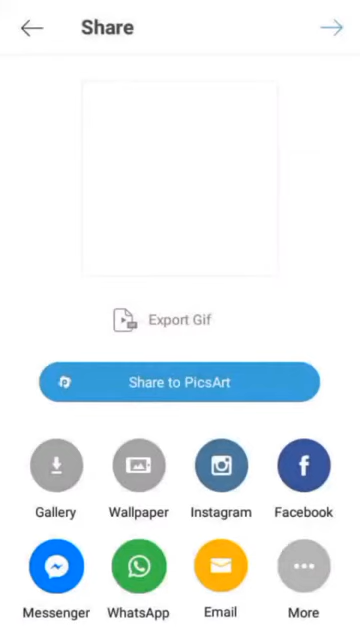 Share
Export Gif
Share to PicsArt
Gallery Wallpaper Instagram Facebook
Messenger WhatsApp Email More